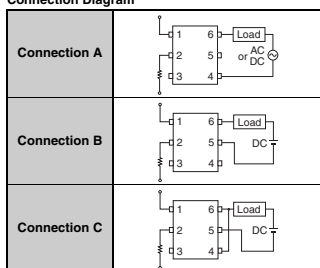 Connection Diagram
Connection A
1 6 Load
2 5 or AC DC
3 4
Connection B
1 6 Load
2 5 DC
3 4
Connection C
1 6 Load
2 5 DC
3 4